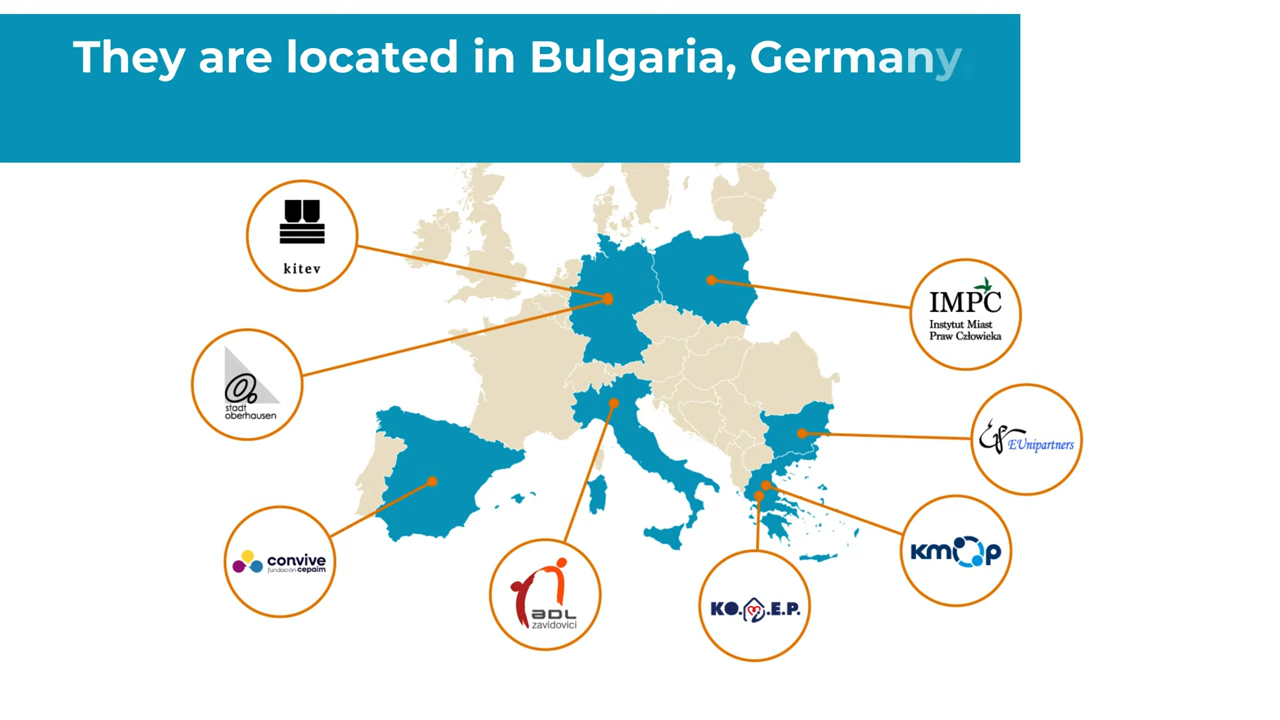 They are located in Bulgaria, Germany,
kitev
IMPC
Instytut Miast
Praw Człowieka
stadt
oberhausen
EUnipartners
convive
fundación cepaim
kmop
ADL
zavidovici
KO. .E.P.